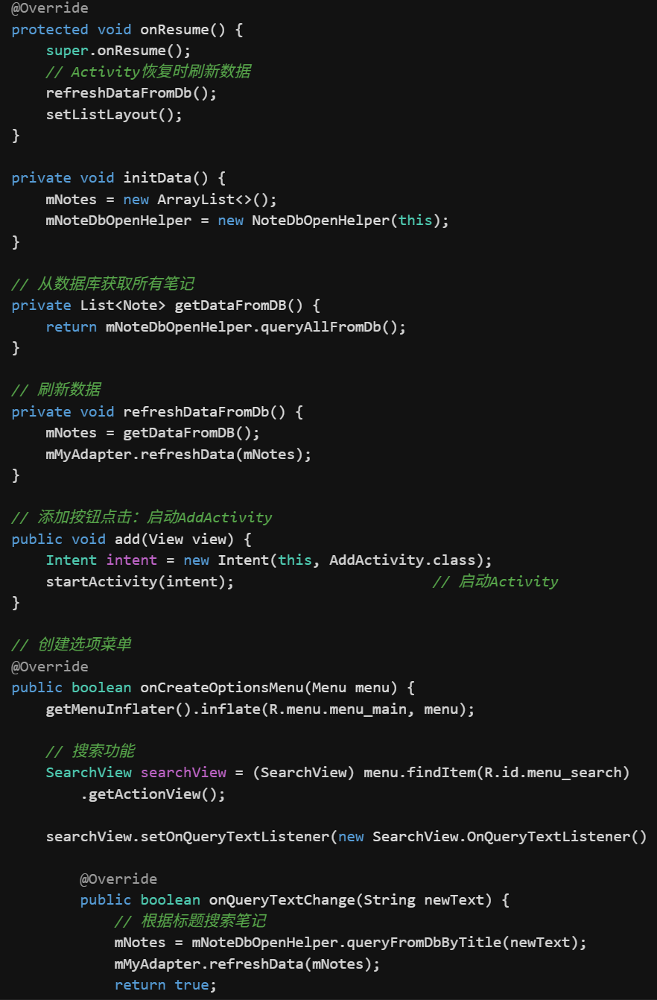 @Override
protected void onResume() {
    super.onResume();
    // Activity恢复时刷新数据
    refreshDataFromDb();
    setListLayout();
}
private void initData() {
    mNotes = new ArrayList<>();
    mNoteDbOpenHelper = new NoteDbOpenHelper(this);
}
// 从数据库获取所有笔记
private List<Note> getDataFromDB() {
    return mNoteDbOpenHelper.queryAllFromDb();
}
// 刷新数据
private void refreshDataFromDb() {
    mNotes = getDataFromDB();
    mMyAdapter.refreshData(mNotes);
}
// 添加按钮点击：启动AddActivity
public void add(View view) {
    Intent intent = new Intent(this, AddActivity.class);
    startActivity(intent);                       // 启动Activity
}
// 创建选项菜单
@Override
public boolean onCreateOptionsMenu(Menu menu) {
    getMenuInflater().inflate(R.menu.menu_main, menu);
    // 搜索功能
    SearchView searchView = (SearchView) menu.findItem(R.id.menu_search)
        .getActionView();
    searchView.setOnQueryTextListener(new SearchView.OnQueryTextListener()
        @Override
        public boolean onQueryTextChange(String newText) {
            // 根据标题搜索笔记
            mNotes = mNoteDbOpenHelper.queryFromDbByTitle(newText);
            mMyAdapter.refreshData(mNotes);
            return true;